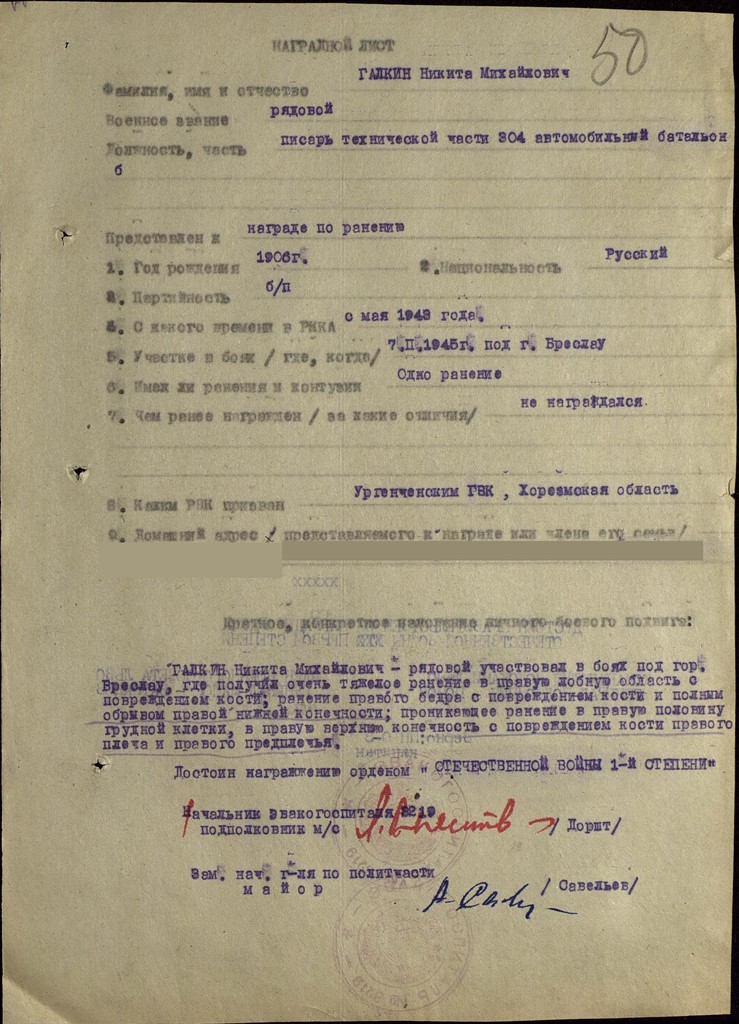 НАГРАДНОЙ ЛИСТ
50
ГАЛКИН Никита Михайлович
Фамилия, имя и отчество
рядовой
Военное звание
писарь технической части 304 автомобильный батальон
Должность, часть
б
награде по ранению
Представлен к
1906г. Русский
1. Год рождения 2. Национальность
б/п
3. Партийность
с мая 1943 года.
4. С какого времени в РККА
7.П.1945г. под г. Бреслау
5. Участие в боях / где, когда/
Одно ранение
6. Имел ли ранения и контузии
не награждался.
7. Чем ранее награжден / за какие отличия/
Ургенченским ГВК , Хорезмская область
8. Каким РВК призван
9. Домашний адрес / представляемого к награде или члена его семьи/
ххххх
Краткое, конкретное изложение личного боевого подвига:
ГАЛКИН Никита Михайлович - рядовой участвовал в боях под гор.
Бреслау, где получил очень тяжелое ранение в правую лобную область с
повреждением кости; ранение правого бедра с повреждением кости и полным
обрывом правой нижней конечности; проникающее ранение в правую половину
грудной клетки, в правую верхнюю конечность с повреждением кости правого
плеча и правого предплечья.
Достоин награжению орденом " ОТЕЧЕСТВЕННОЙ ВОЙНЫ 1-й СТЕПЕНИ"
Начальник эвакогоспиталя 3219
подполковник м/с / Доршт/
Зам. нач. г-ля по политчасти
майор / Савельев/